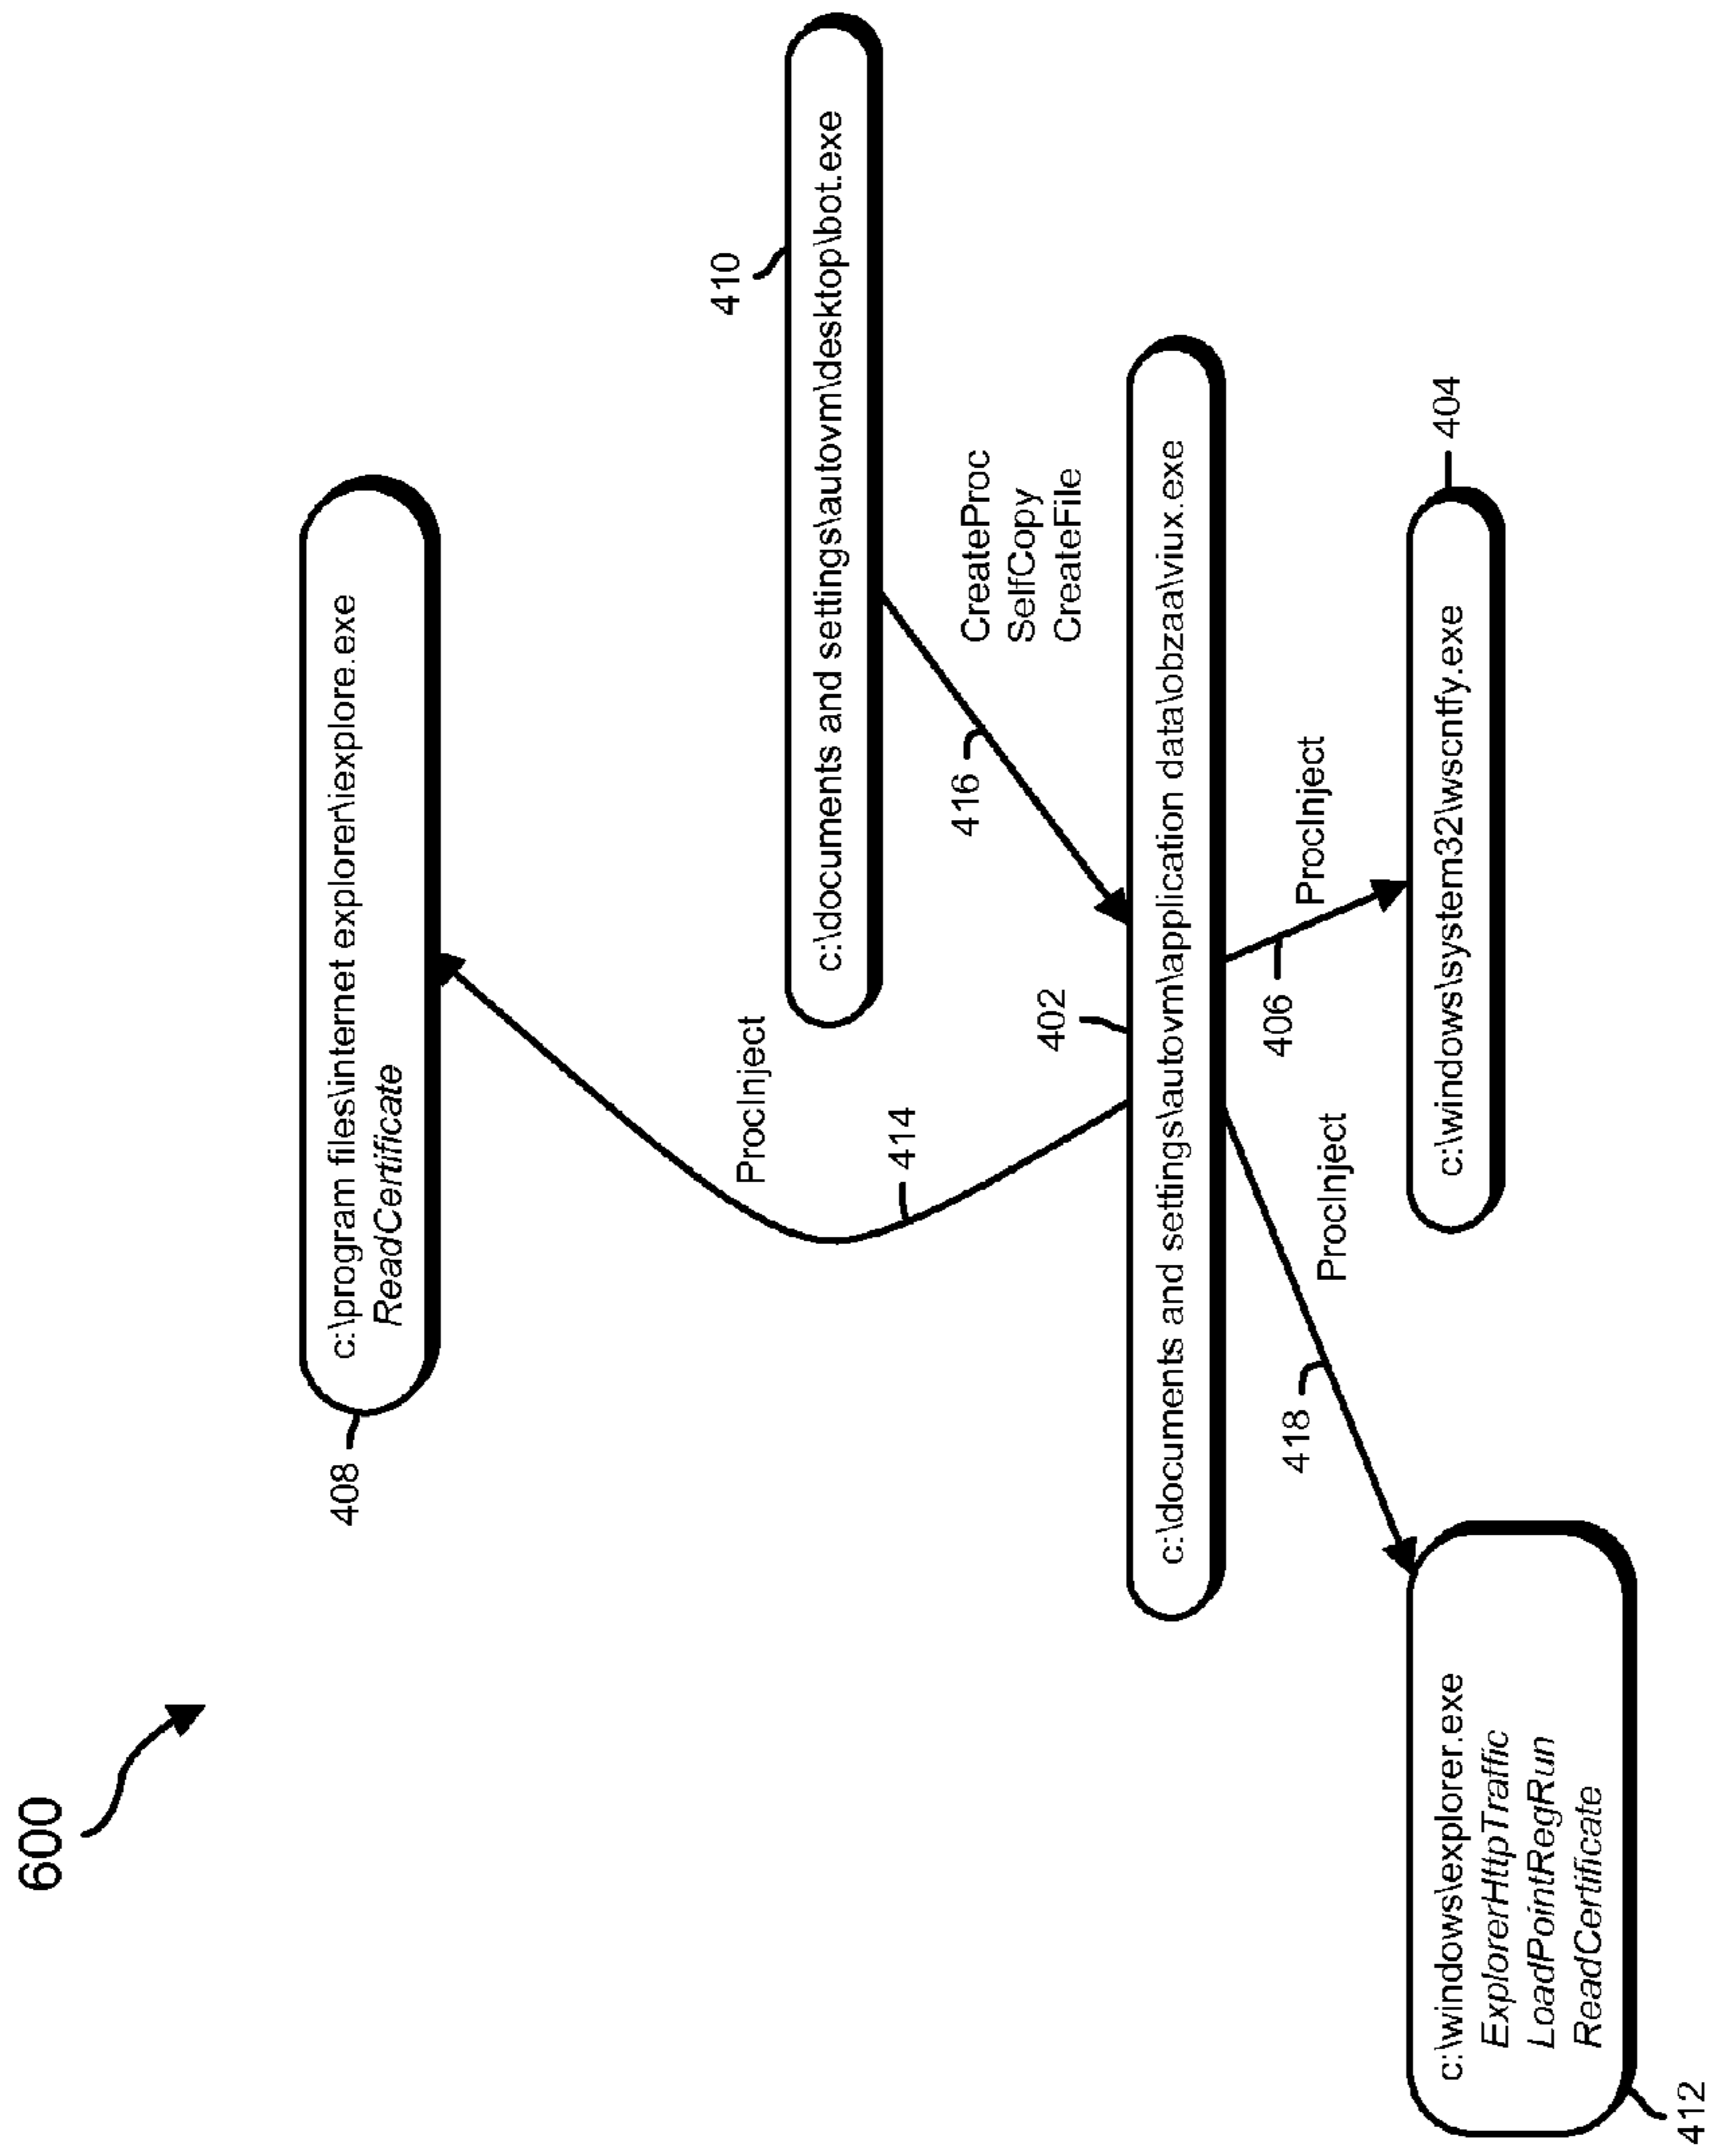 600
408
c:\program files\internet explorer\iexplore.exe
ReadCertificate
410
ProcInject
c:\documents and settings\autovm\desktop\bot.exe
414
416
CreateProc
SelfCopy
CreateFile
402
c:\documents and settings\autovm\application data\obzaa\viux.exe
418
406
ProcInject
ProcInject
c:\windows\explorer.exe
ExplorerHttpTraffic
LoadPointRegRun
ReadCertificate
c:\windows\system32\wscntfy.exe
404
412